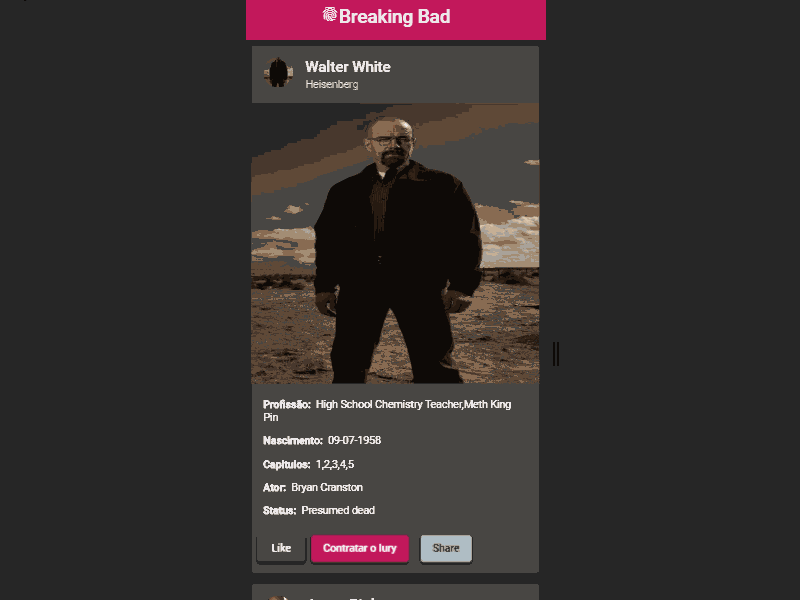 Breaking Bad
Walter White
Heisenberg
Profissão: High School Chemistry Teacher,Meth King
Pin
Nascimento: 09-07-1958
Capitulos: 1,2,3,4,5
Ator: Bryan Cranston
Status: Presumed dead
Like
Contratar o Iury
Share